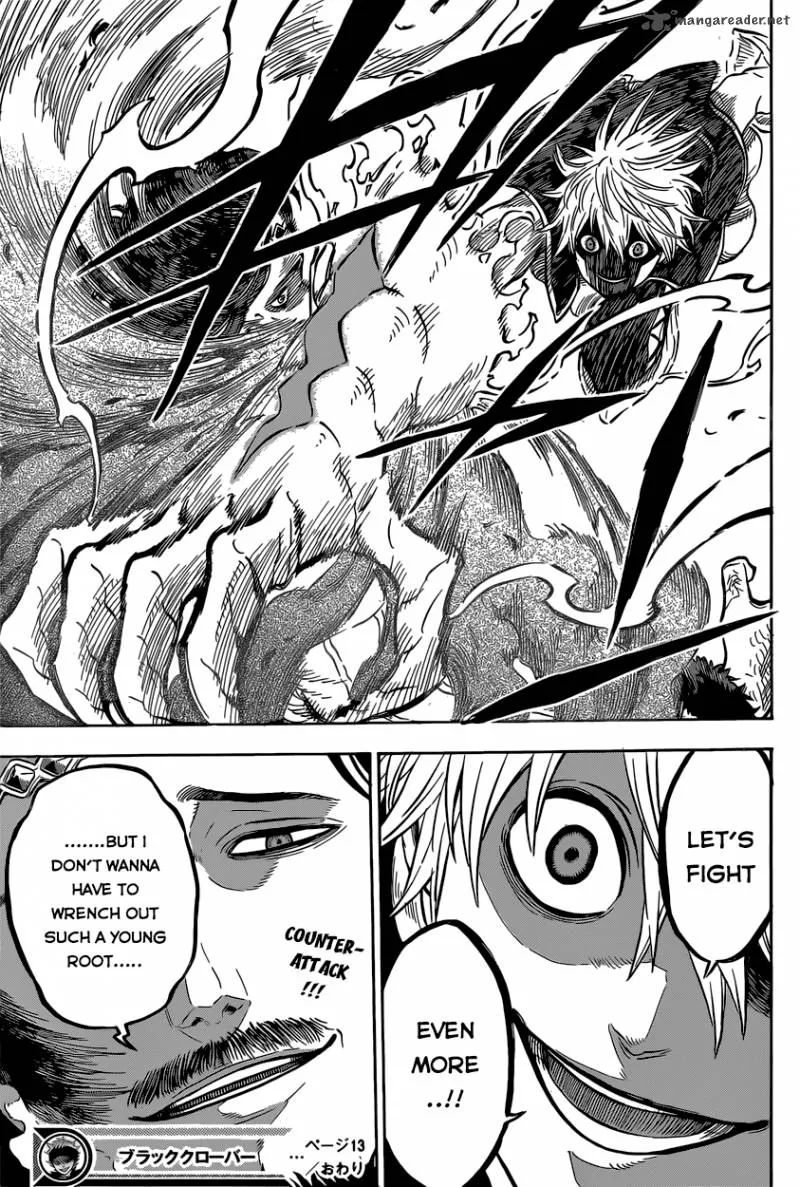 mangareader.net
LET'S
FIGHT
EVEN
MORE
..!!
.......BUT I
DON'T WANNA
HAVE TO
WRENCH OUT
SUCH A YOUNG
ROOT.....
COUNTER-
ATTACK
!!!
ブラッククローバー
...ページ13
／おわり